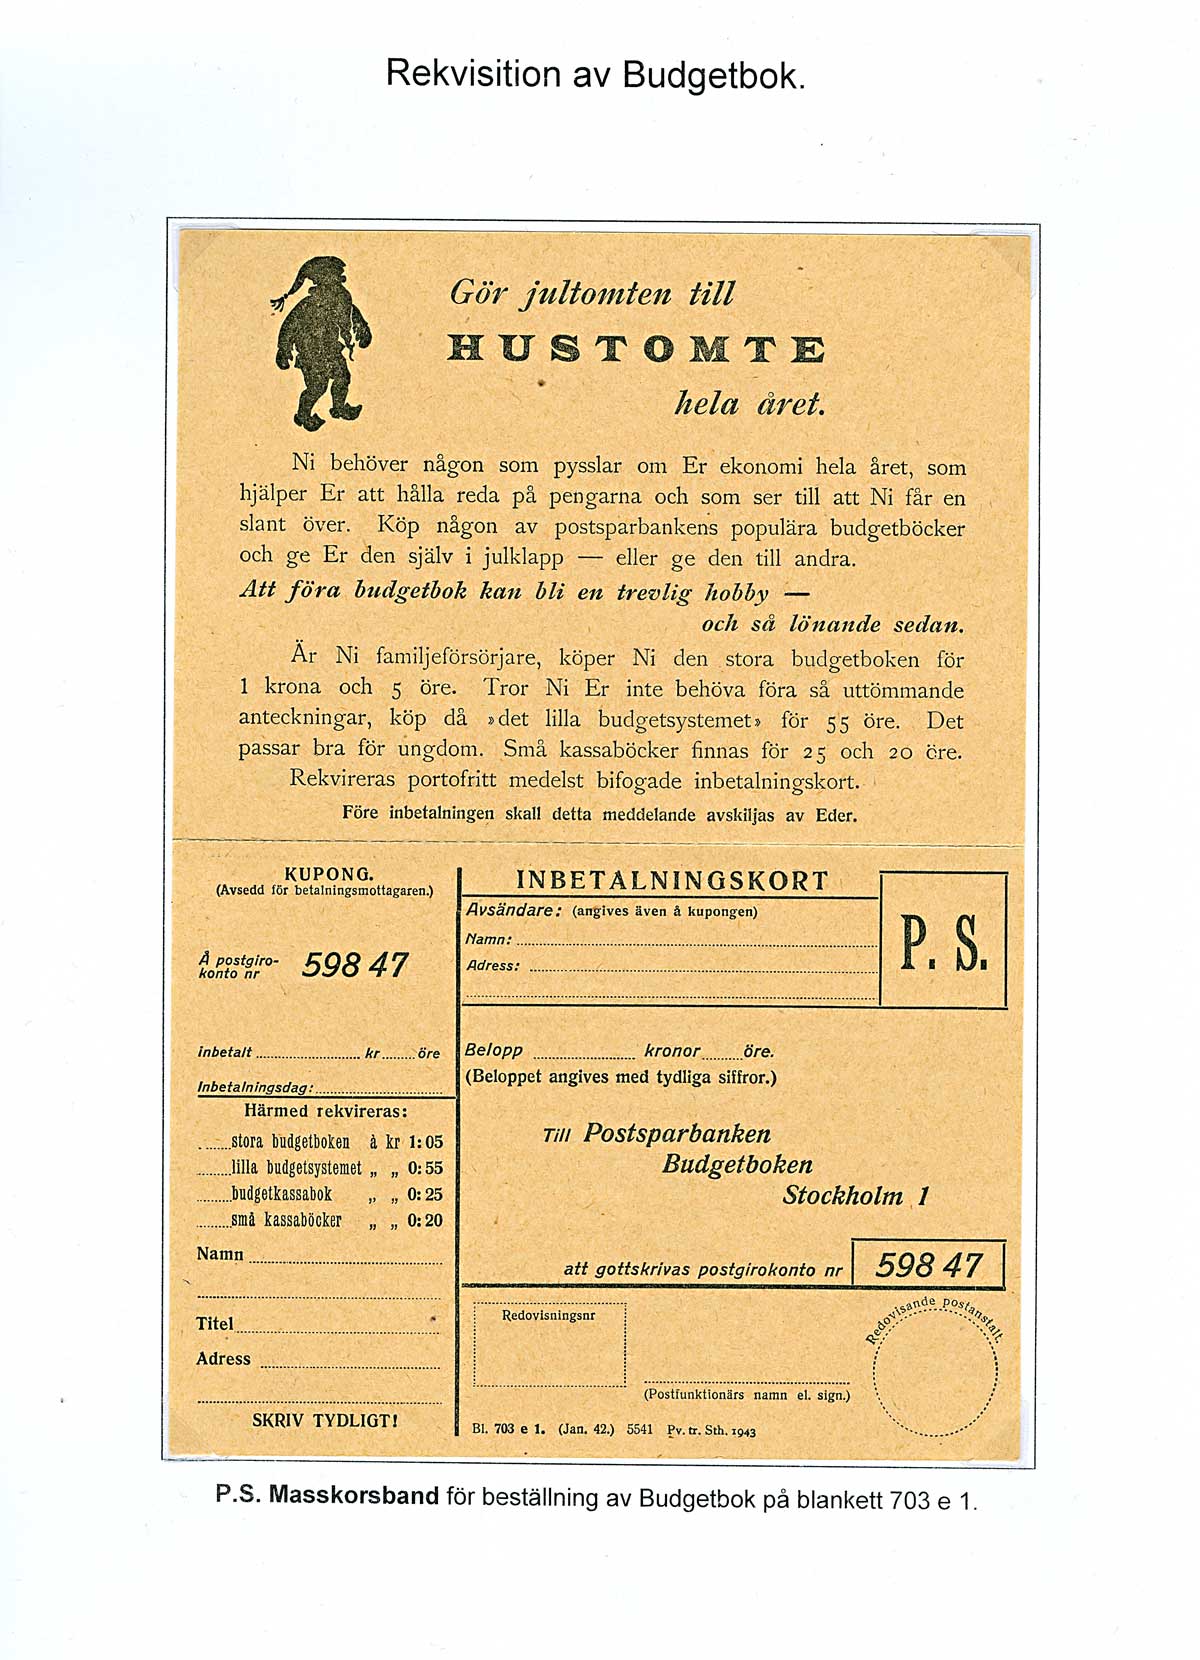 Rekvisition av Budgetbok.
Gör jultomten till
HUSTOMTE
hela året.
Ni behöver någon som pysslar om Er ekonomi hela året, som
hjälper Er att hålla reda på pengarna och som ser till att Ni får en
slant över. Köp någon av postsparbankens populära budgetböcker
och ge Er den själv i julklapp — eller ge den till andra.
Att föra budgetbok kan bli en trevlig hobby —
och så lönande sedan.
Är Ni familjeförsörjare, köper Ni den stora budgetboken för
1 krona och 5 öre. Tror Ni Er inte behöva föra så uttömmande
anteckningar, köp då »det lilla budgetsystemet» för 55 öre. Det
passar bra för ungdom. Små kassaböcker finnas för 25 och 20 öre.
Rekvireras portofritt medelst bifogade inbetalningskort.
Före inbetalningen skall detta meddelande avskiljas av Eder.
KUPONG.
(Avsedd för betalningsmottagaren.)
Å postgiro-
konto nr 598 47
inbetalt kr öre
Inbetalningsdag:
Härmed rekvireras:
stora budgetboken à kr 1:05
lilla budgetsystemet „ „ 0:55
budgetkassabok „ „ 0:25
små kassaböcker „ „ 0:20
Namn
Titel
Adress
SKRIV TYDLIGT!
INBETALNINGSKORT
Avsändare: (angives även å kupongen)
Namn:
Adress:
P. S.
Belopp kronor öre.
(Beloppet angives med tydliga siffror.)
Till Postsparbanken
Budgetboken
Stockholm 1
att gottskrivas postgirokonto nr 598 47
Redovisningsnr
Redovisande postanstalt.
(Postfunktionärs namn el. sign.)
Bl. 703 e 1. (Jan. 42.) 5541 Pv. tr. Sth. 1943
P.S. Masskorsband för beställning av Budgetbok på blankett 703 e 1.